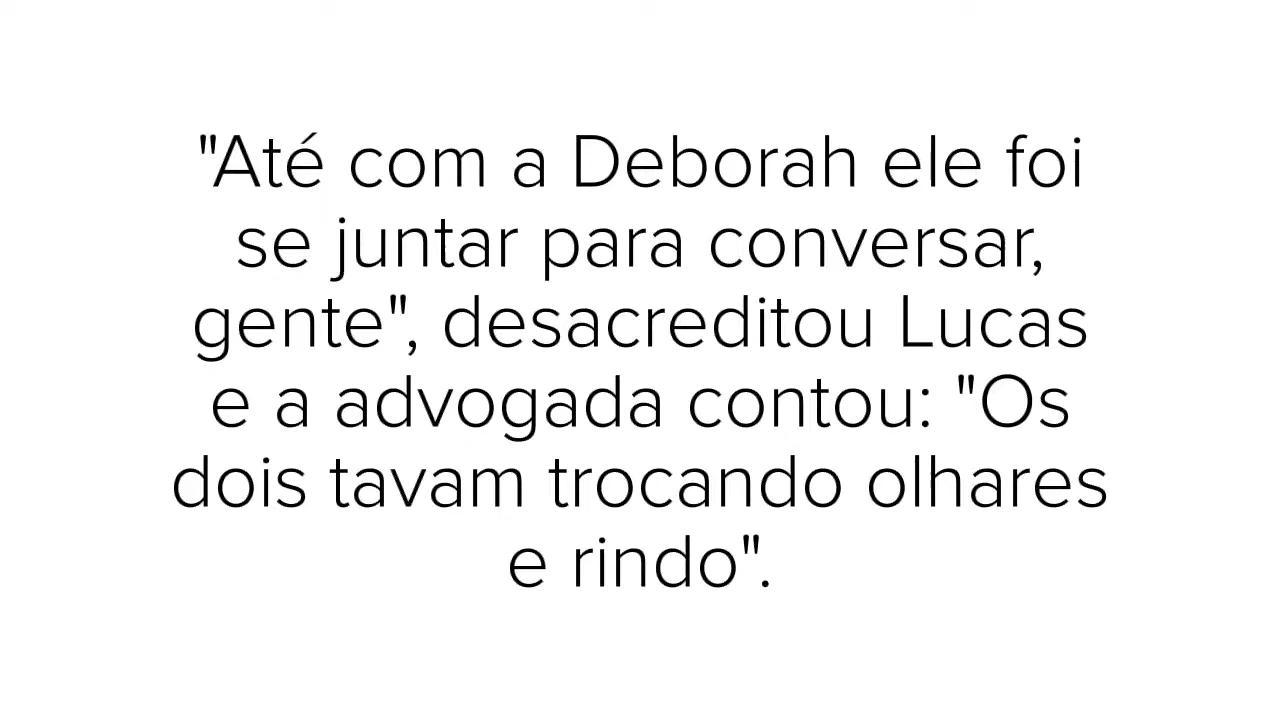 "Até com a Deborah ele foi
se juntar para conversar,
gente", desacreditou Lucas
e a advogada contou: "Os
dois tavam trocando olhares
e rindo".